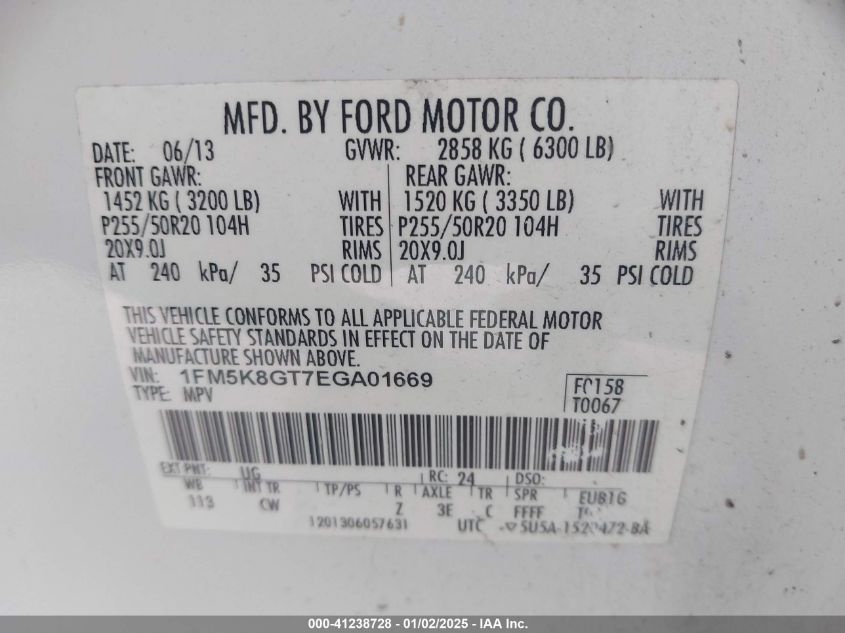 MFD. BY FORD MOTOR CO.
DATE: 06/13 GVWR: 2858 KG ( 6300 LB)
FRONT GAWR: REAR GAWR:
1452 KG ( 3200 LB) WITH 1520 KG ( 3350 LB) WITH
P255/50R20 104H TIRES P255/50R20 104H TIRES
20X9.0J RIMS 20X9.0J RIMS
AT 240 kPa/ 35 PSI COLD AT 240 kPa/ 35 PSI COLD
THIS VEHICLE CONFORMS TO ALL APPLICABLE FEDERAL MOTOR
VEHICLE SAFETY STANDARDS IN EFFECT ON THE DATE OF
MANUFACTURE SHOWN ABOVE.
VIN: 1FM5K8GT7EGA01669
TYPE: MPV
FC158
T0067
EXT PNT: UG RC: 24 DSO:
WB INT TR TP/PS R AXLE TR SPR EUB1G
113 CW Z 3E C FFFF
1201306057631 UTC 5U5A-1520472-BA
000-41238728 - 01/02/2025 - IAA Inc.